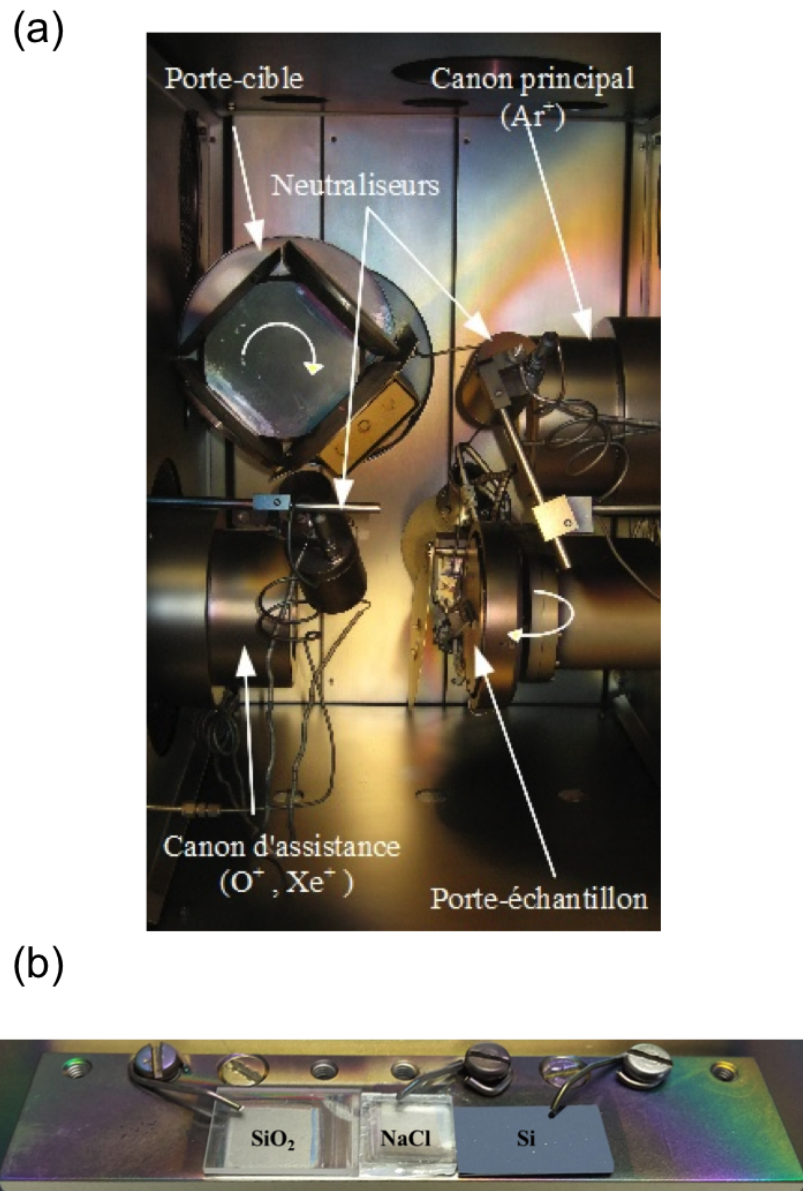 (a)
Porte-cible
Canon principal
(Ar⁺)
Neutraliseurs
Canon d'assistance
(O⁺ , Xe⁺ )
Porte-échantillon
(b)
SiO₂
NaCl
Si